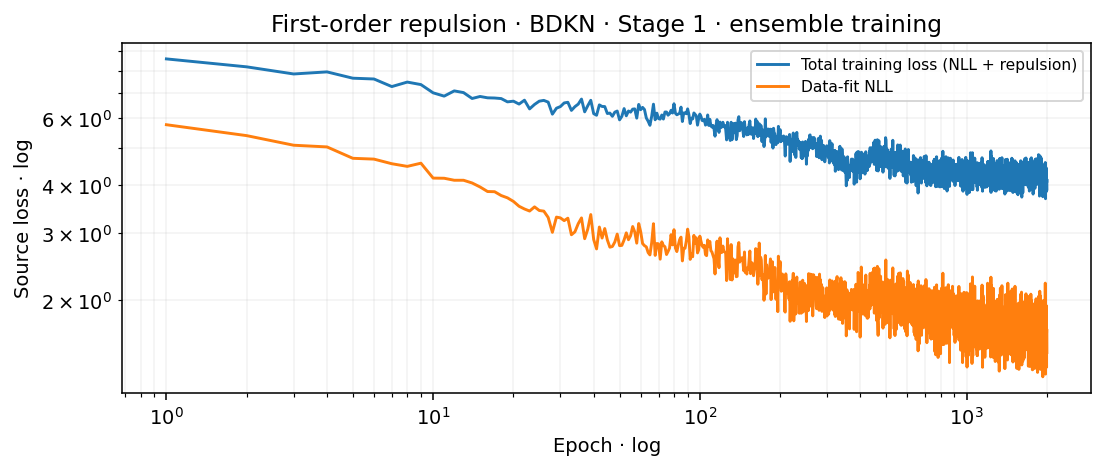 First-order repulsion · BDKN · Stage 1 · ensemble training
Total training loss (NLL + repulsion)
Data-fit NLL
Source loss · log
6 × 10⁰
4 × 10⁰
3 × 10⁰
2 × 10⁰
10⁰ 10¹ 10² 10³
Epoch · log